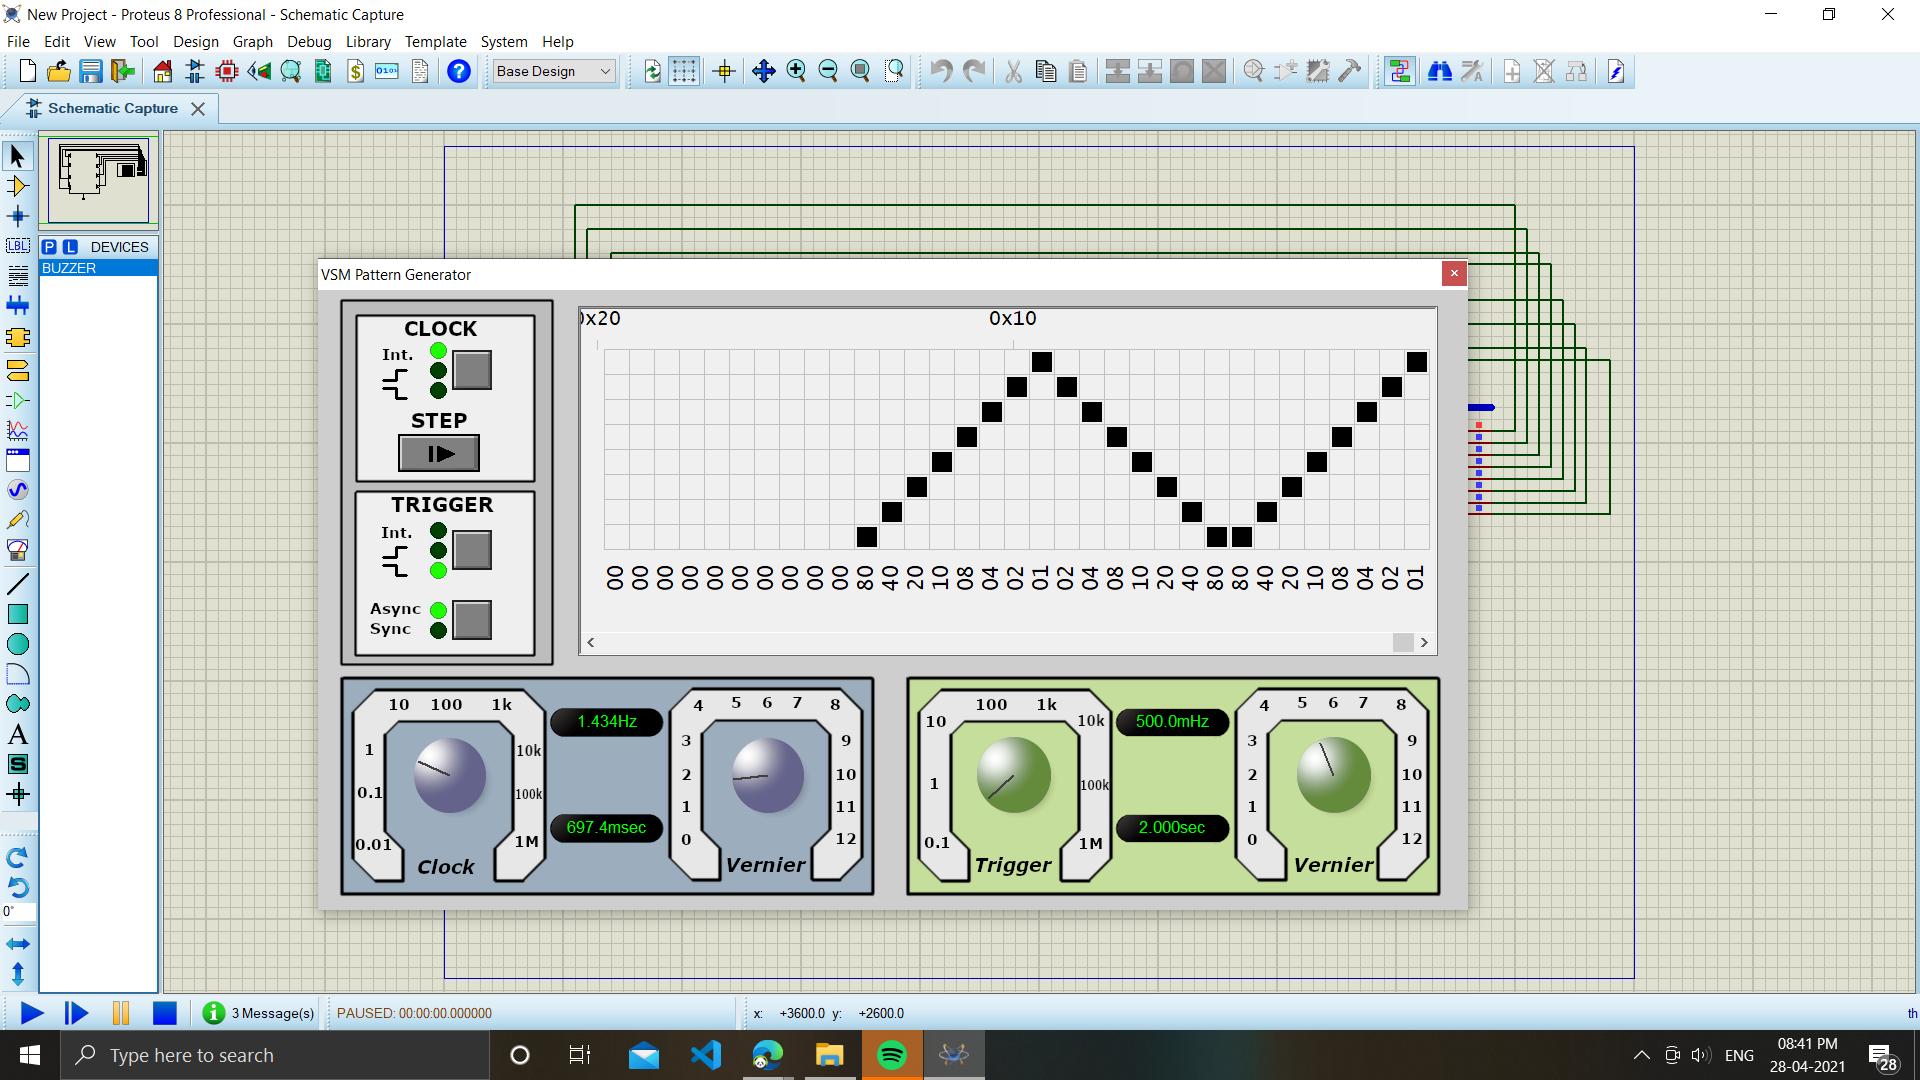 New Project - Proteus 8 Professional - Schematic Capture
File Edit View Tool Design Graph Debug Library Template System Help
$ 0101 ? Base Design
Schematic Capture
P L DEVICES
BUZZER
LBL
A
S
0°
VSM Pattern Generator
CLOCK
Int.
STEP
TRIGGER
Int.
Async
Sync
0x20 0x10
00 00 00 00 00 00 00 00 00 00 80 40 20 10 08 04 02 01 02 04 08 10 20 40 80 80 40 20 10 08 04 02 01
10 100 1k
1 10k
0.1 100k
0.01 1M
Clock
1.434Hz
697.4msec
4 5 6 7 8
3 9
2 10
1 11
0 12
Vernier
100 1k
10 10k
1 100k
0.1 1M
Trigger
500.0mHz
2.000sec
4 5 6 7 8
3 9
2 10
1 11
0 12
Vernier
3 Message(s) PAUSED: 00:00:00.000000 x: +3600.0 y: +2600.0 th
Type here to search
ENG
08:41 PM
28-04-2021
28